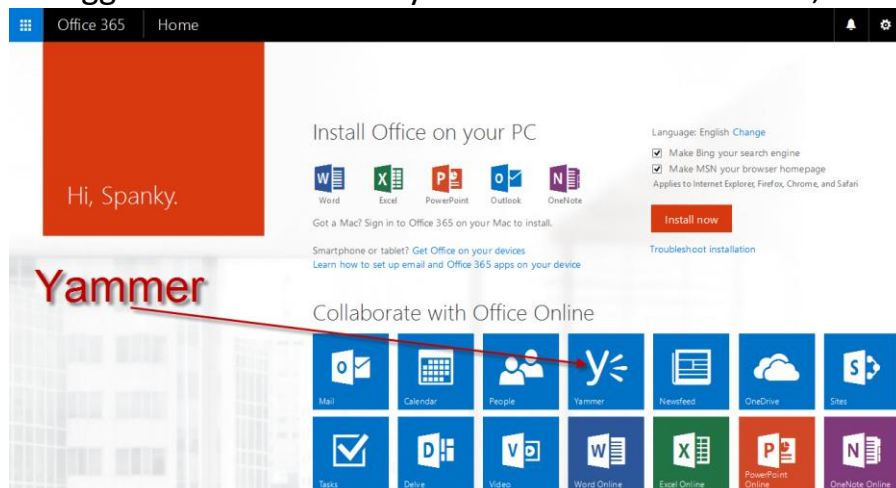 Office 365 Home
Hi, Spanky.
Install Office on your PC
Word Excel PowerPoint Outlook OneNote
Got a Mac? Sign in to Office 365 on your Mac to install.
Smartphone or tablet? Get Office on your devices
Learn how to set up email and Office 365 apps on your device
Language: English Change
Make Bing your search engine
Make MSN your browser homepage
Applies to Internet Explorer, Firefox, Chrome, and Safari
Install now
Troubleshoot installation
Yammer
Collaborate with Office Online
Mail Calendar People Yammer Newsfeed OneDrive Sites
Tasks Delve Video Word Online Excel Online PowerPoint Online OneNote Online